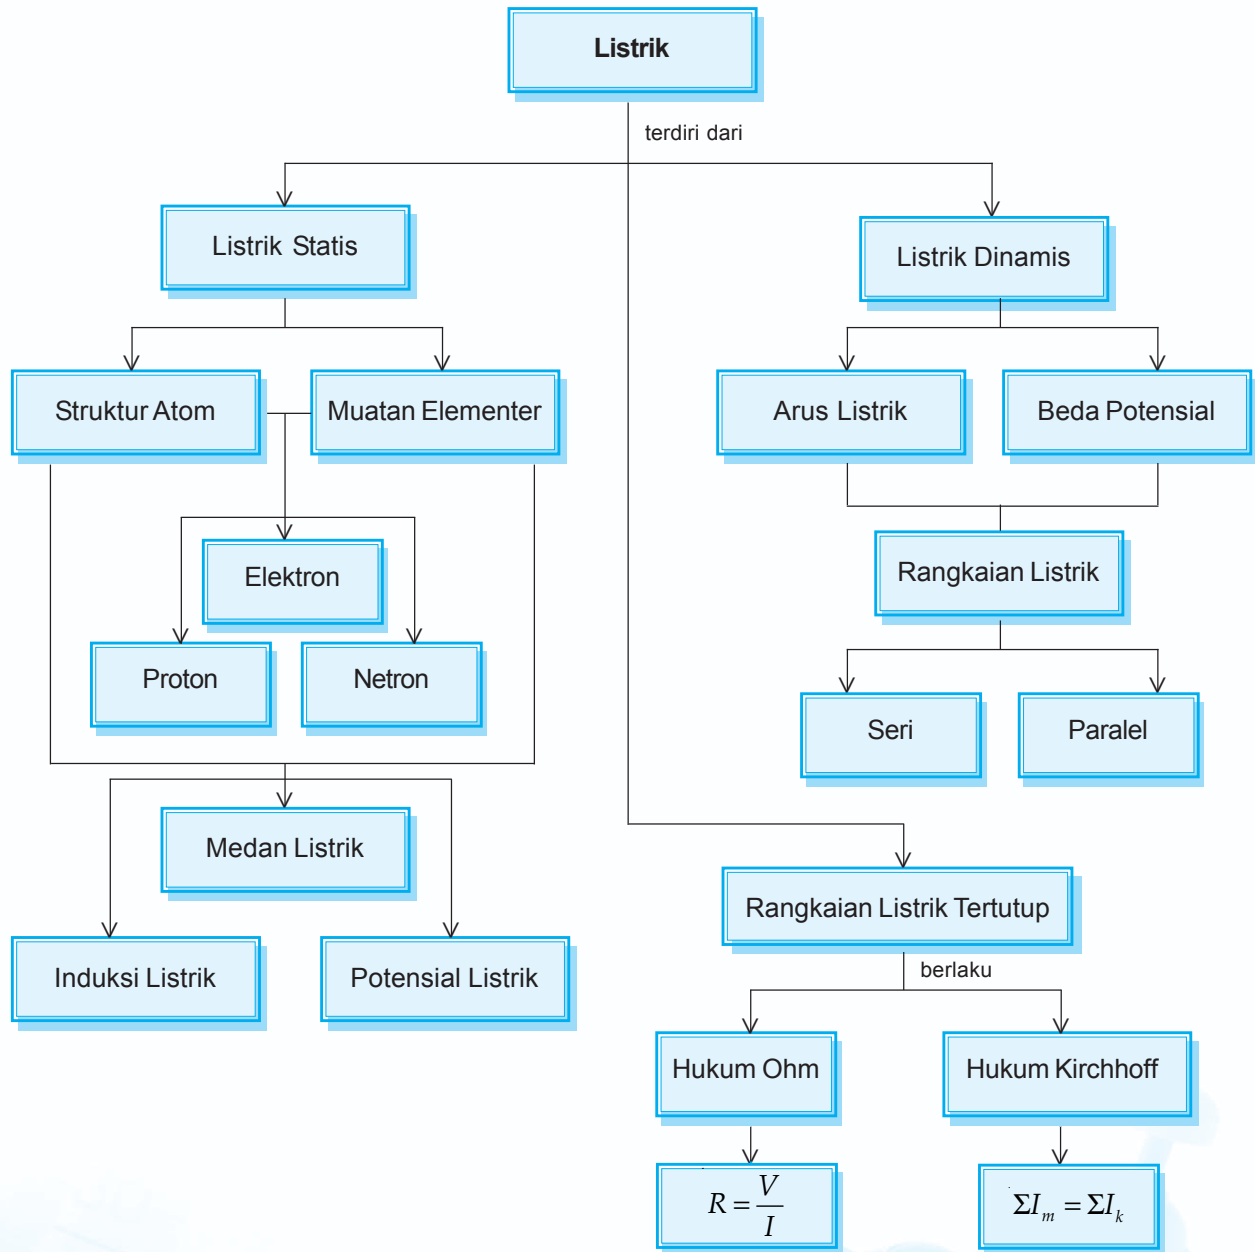 Listrik
terdiri dari
Listrik Statis
Listrik Dinamis
Struktur Atom
Muatan Elementer
Arus Listrik
Beda Potensial
Elektron
Rangkaian Listrik
Proton
Netron
Seri
Paralel
Medan Listrik
Rangkaian Listrik Tertutup
Induksi Listrik
Potensial Listrik
berlaku
Hukum Ohm
Hukum Kirchhoff
R = V/I
ΣI_m = ΣI_k